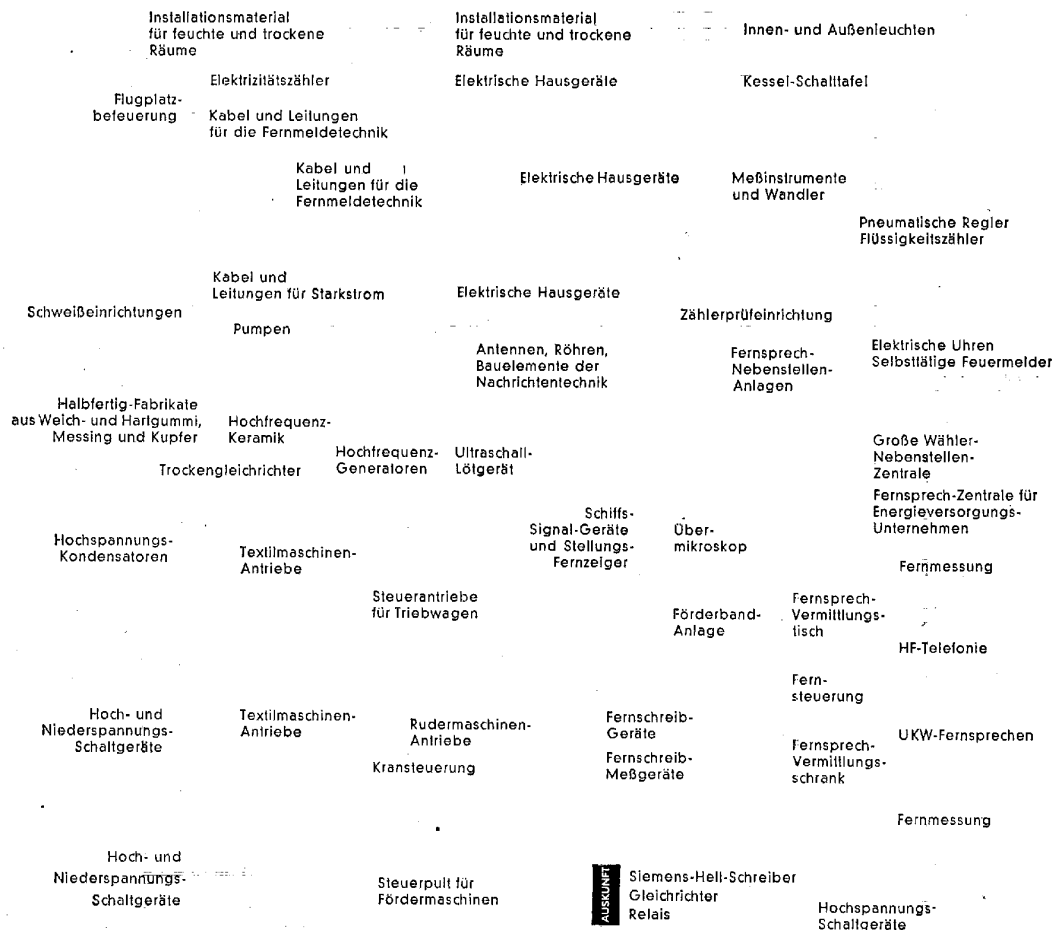 Installationsmaterial
für feuchte und trockene
Räume
Installationsmaterial
für feuchte und trockene
Räume
Innen- und Außenleuchten
Elektrizitätszähler
Elektrische Hausgeräte
Kessel-Schalttafel
Flugplatz-
befeuerung
Kabel und Leitungen
für die Fernmeldetechnik
Kabel und
Leitungen für die
Fernmeldetechnik
Elektrische Hausgeräte
Meßinstrumente
und Wandler
Pneumatische Regler
Flüssigkeitszähler
Kabel und
Leitungen für Starkstrom
Elektrische Hausgeräte
Schweißeinrichtungen
Zählerprüfeinrichtung
Pumpen
Antennen, Röhren,
Bauelemente der
Nachrichtentechnik
Fernsprech-
Nebenstellen-
Anlagen
Elektrische Uhren
Selbsttätige Feuermelder
Halbfertig-Fabrikate
aus Weich- und Hartgummi,
Messing und Kupfer
Hochfrequenz-
Keramik
Trockengleichrichter
Hochfrequenz-
Generatoren
Ultraschall-
Lötgerät
Große Wähler-
Nebenstellen-
Zentrale
Fernsprech-Zentrale für
Energieversorgungs-
Unternehmen
Schiffs-
Signal-Geräte
und Stellungs-
Fernzeiger
Über-
mikroskop
Hochspannungs-
Kondensatoren
Textilmaschinen-
Antriebe
Fernmessung
Steuerantriebe
für Triebwagen
Förderband-
Anlage
Fernsprech-
Vermittlungs-
tisch
HF-Telefonie
Fern-
steuerung
Hoch- und
Niederspannungs-
Schaltgeräte
Textilmaschinen-
Antriebe
Rudermaschinen-
Antriebe
Fernschreib-
Geräte
UKW-Fernsprechen
Kransteuerung
Fernschreib-
Meßgeräte
Fernsprech-
Vermittlungs-
schrank
Fernmessung
Hoch- und
Niederspannungs-
Schaltgeräte
Steuerpult für
Fördermaschinen
AUSKUNFT
Siemens-Hell-Schreiber
Gleichrichter
Relais
Hochspannungs-
Schaltgeräte